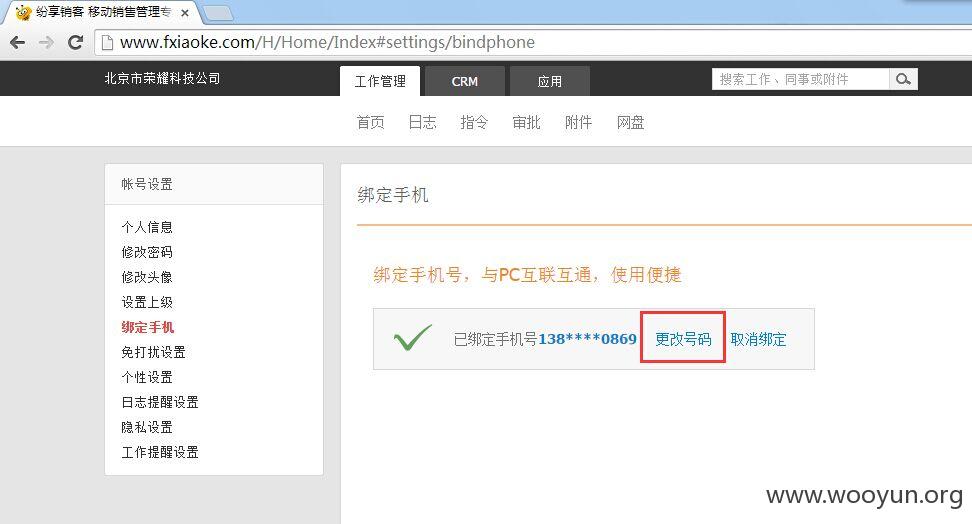 纷享销客 移动销售管理专
www.fxiaoke.com/H/Home/Index#settings/bindphone
北京市荣耀科技公司
工作管理
CRM
应用
搜索工作、同事或附件
首页 日志 指令 审批 附件 网盘
帐号设置
个人信息
修改密码
修改头像
设置上级
绑定手机
免打扰设置
个性设置
日志提醒设置
隐私设置
工作提醒设置
绑定手机
绑定手机号，与PC互联互通，使用便捷
已绑定手机号138****0869 更改号码 取消绑定
www.wooyun.org